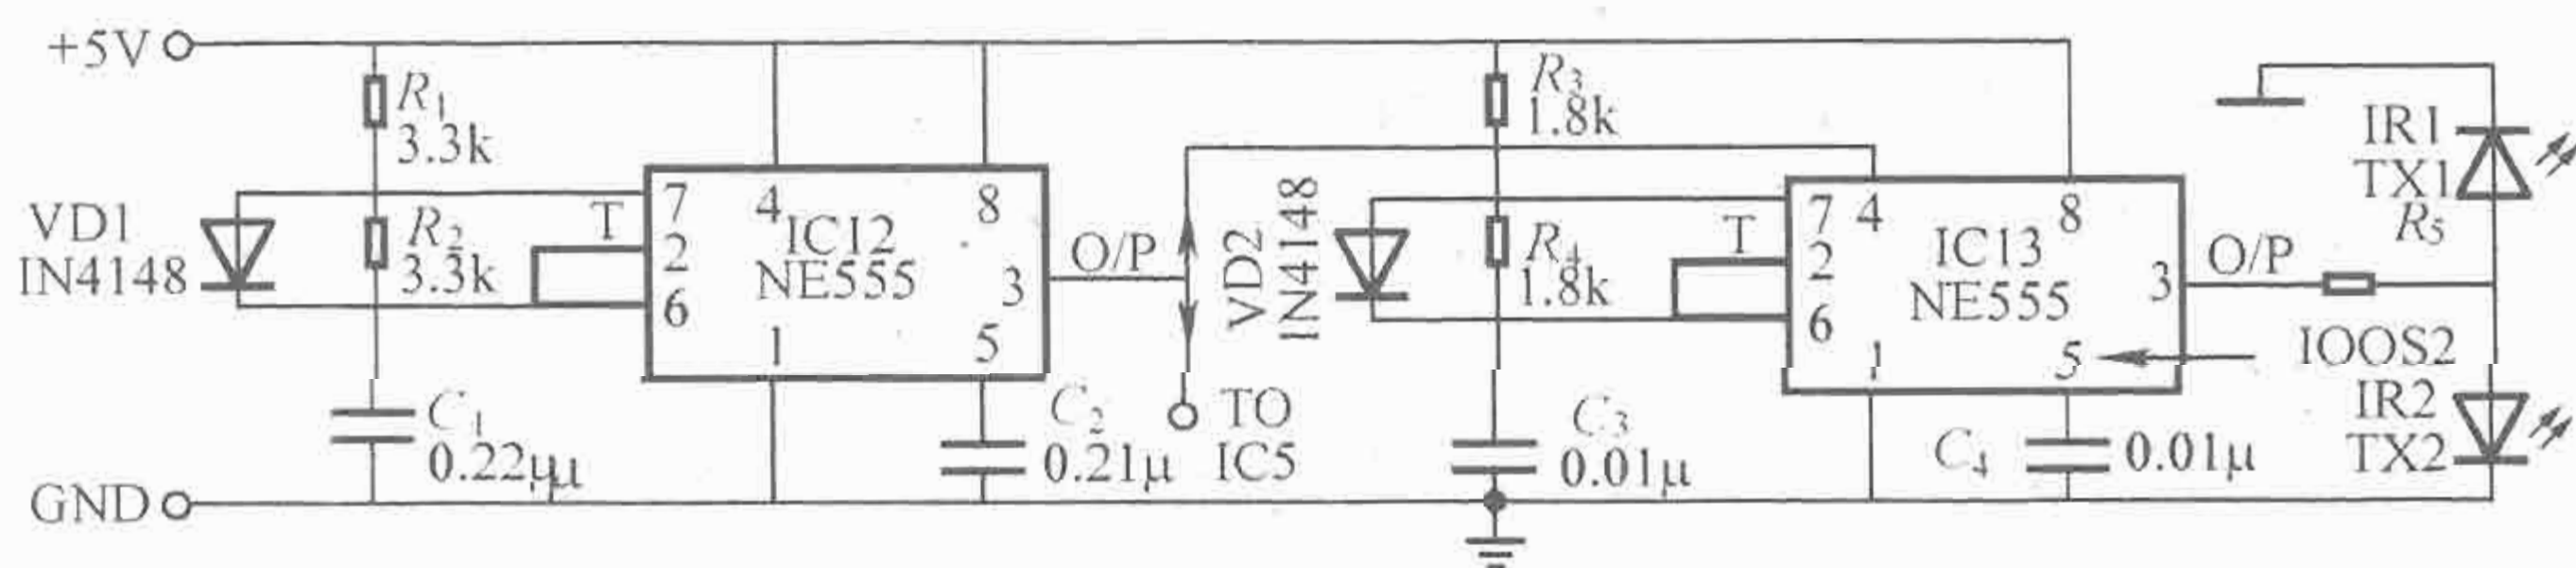 +5V
R1
3.3k
VD1
IN4148
R2
3.3k
T
7
2
6
4
8
IC12
NE555
3
1
5
O/P
C1
0.22μμ
C2
0.21μ
TO
IC5
GND
R3
1.8k
VD2
IN4148
R4
1.8k
T
7
2
6
4
8
IC13
NE555
3
1
5
O/P
C3
0.01μ
C4
0.01μ
IR1
TX1
R5
IOOS2
IR2
TX2